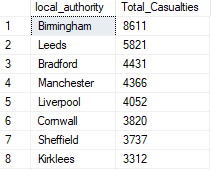 local_authority Total_Casualties
1 Birmingham 8611
2 Leeds 5821
3 Bradford 4431
4 Manchester 4366
5 Liverpool 4052
6 Cornwall 3820
7 Sheffield 3737
8 Kirklees 3312